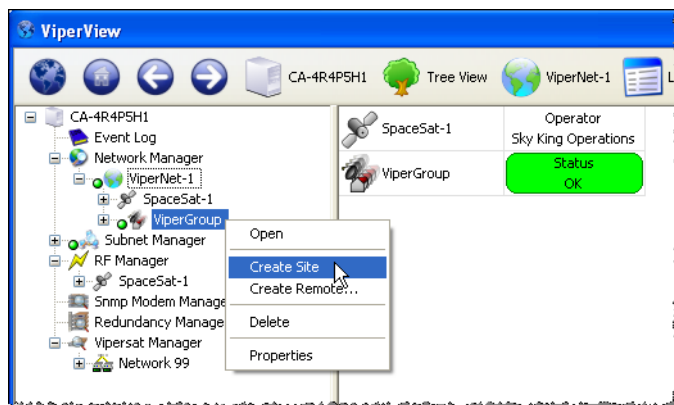 ViperView
CA-4R4P5H1
Tree View
ViperNet-1
L
CA-4R4P5H1
Event Log
Network Manager
ViperNet-1
SpaceSat-1
ViperGroup
Subnet Manager
RF Manager
SpaceSat-1
Snmp Modem Manage
Redundancy Manage
Vipersat Manager
Network 99
Open
Create Site
Create Remote...
Delete
Properties
SpaceSat-1
Operator
Sky King Operations
ViperGroup
Status
OK